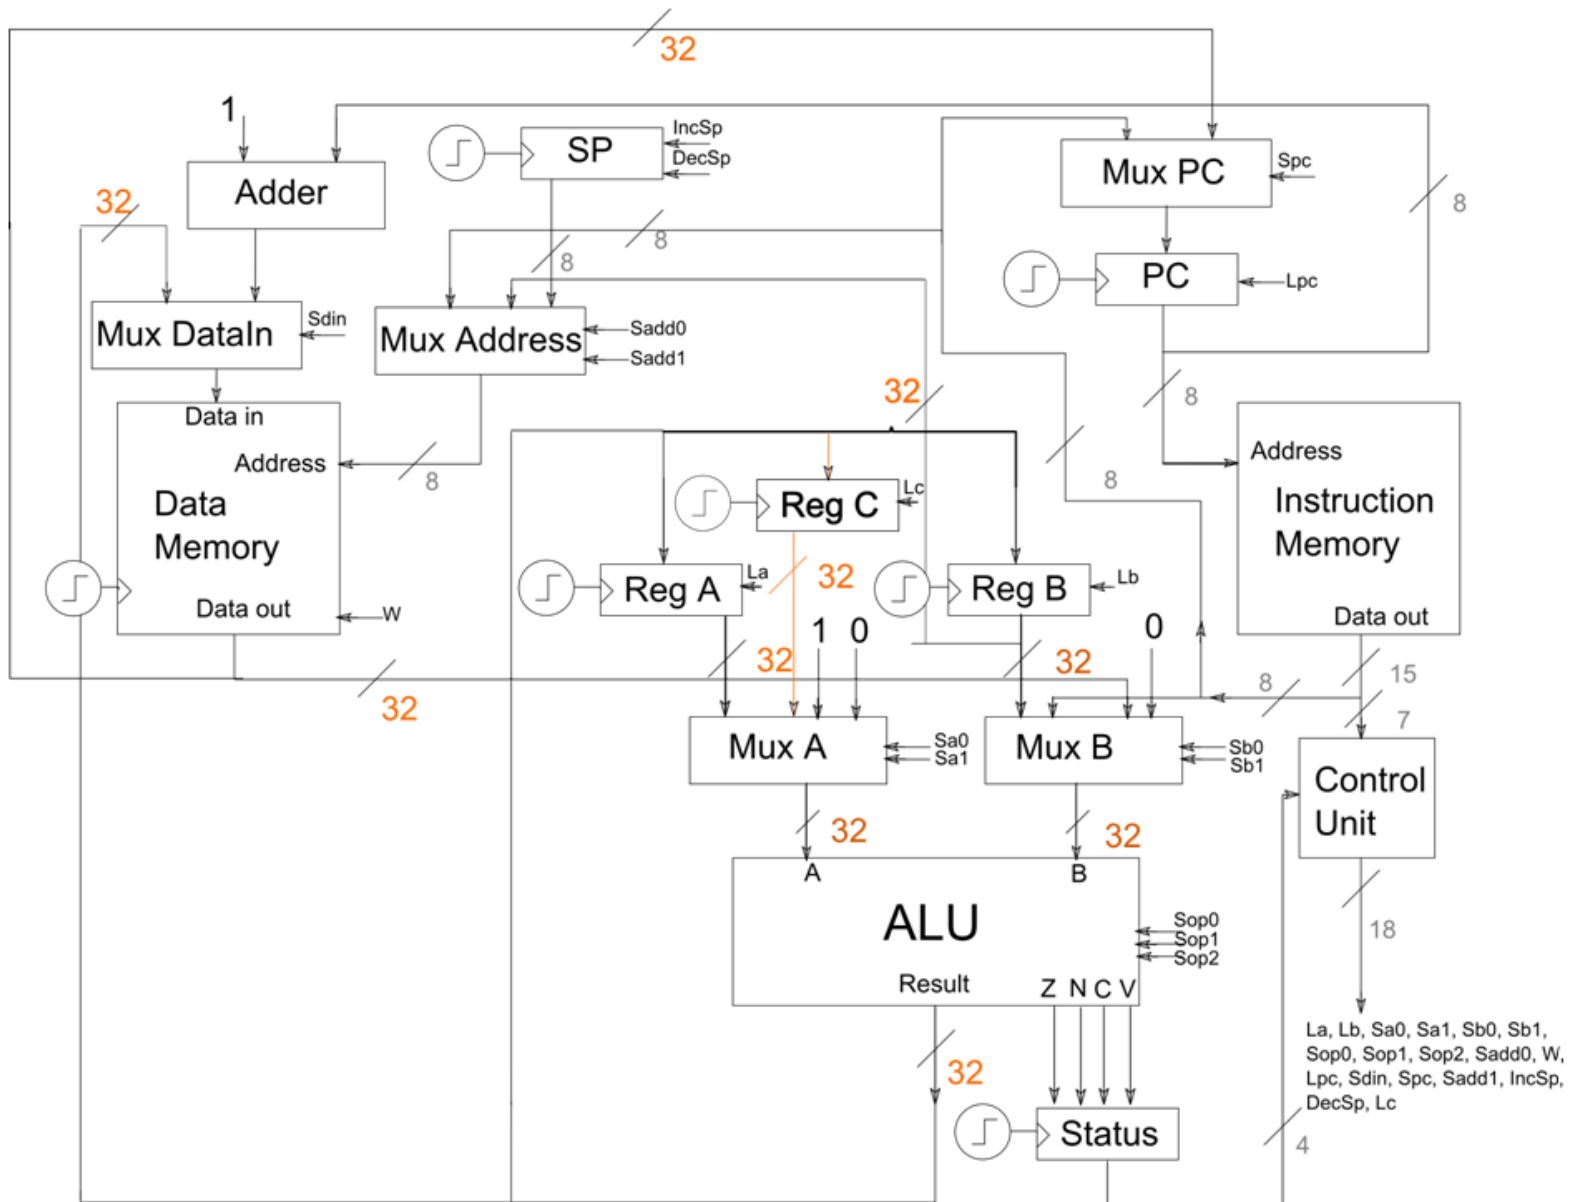 32
1
IncSp
SP
DecSp
Mux PC
Spc
Adder
32
8
8
8
PC
Lpc
Mux DataIn
Sdin
Mux Address
Sadd0
Sadd1
32
8
Data in
Address
8
Data
Memory
Data out
W
8
Address
Instruction
Memory
Data out
Reg C
Lc
32
Reg A
La
Reg B
Lb
1 0
0
32
32
32
15
8
7
Mux A
Sa0
Sa1
Mux B
Sb0
Sb1
Control
Unit
32
32
A
B
ALU
Sop0
Sop1
Sop2
18
Result
Z N C V
32
La, Lb, Sa0, Sa1, Sb0, Sb1,
Sop0, Sop1, Sop2, Sadd0, W,
Lpc, Sdin, Spc, Sadd1, IncSp,
DecSp, Lc
Status
4